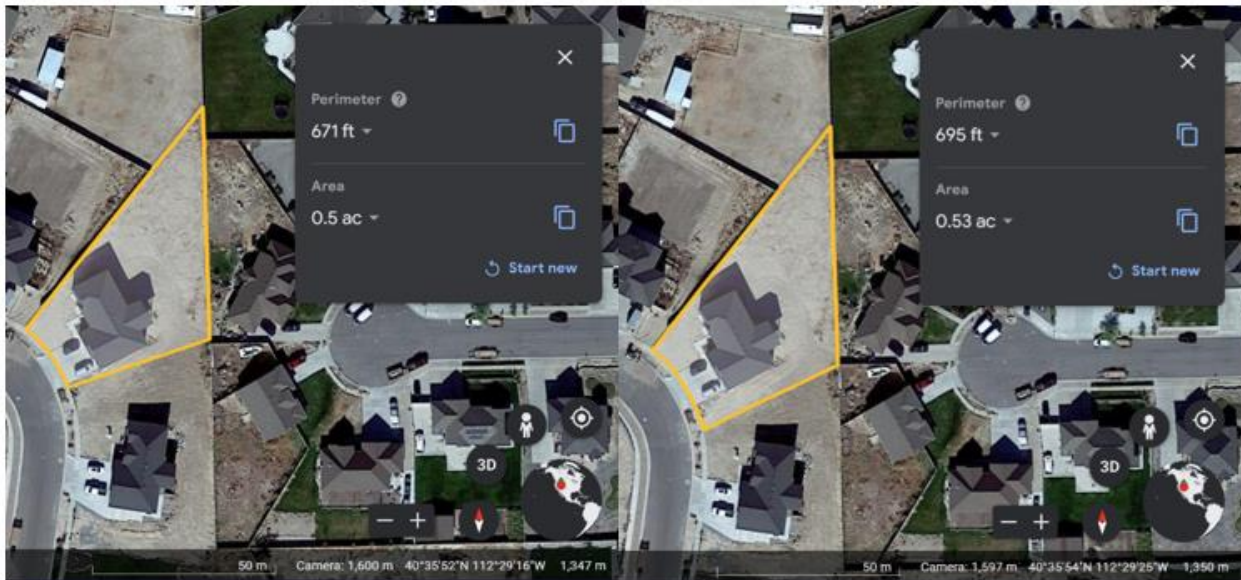 Perimeter ?
671 ft
Area
0.5 ac
Start new
3D
50 m Camera: 1,600 m 40°35'52"N 112°29'16"W 1,347 m
Perimeter ?
695 ft
Area
0.53 ac
Start new
3D
50 m Camera: 1,597 m 40°35'54"N 112°29'25"W 1,350 m